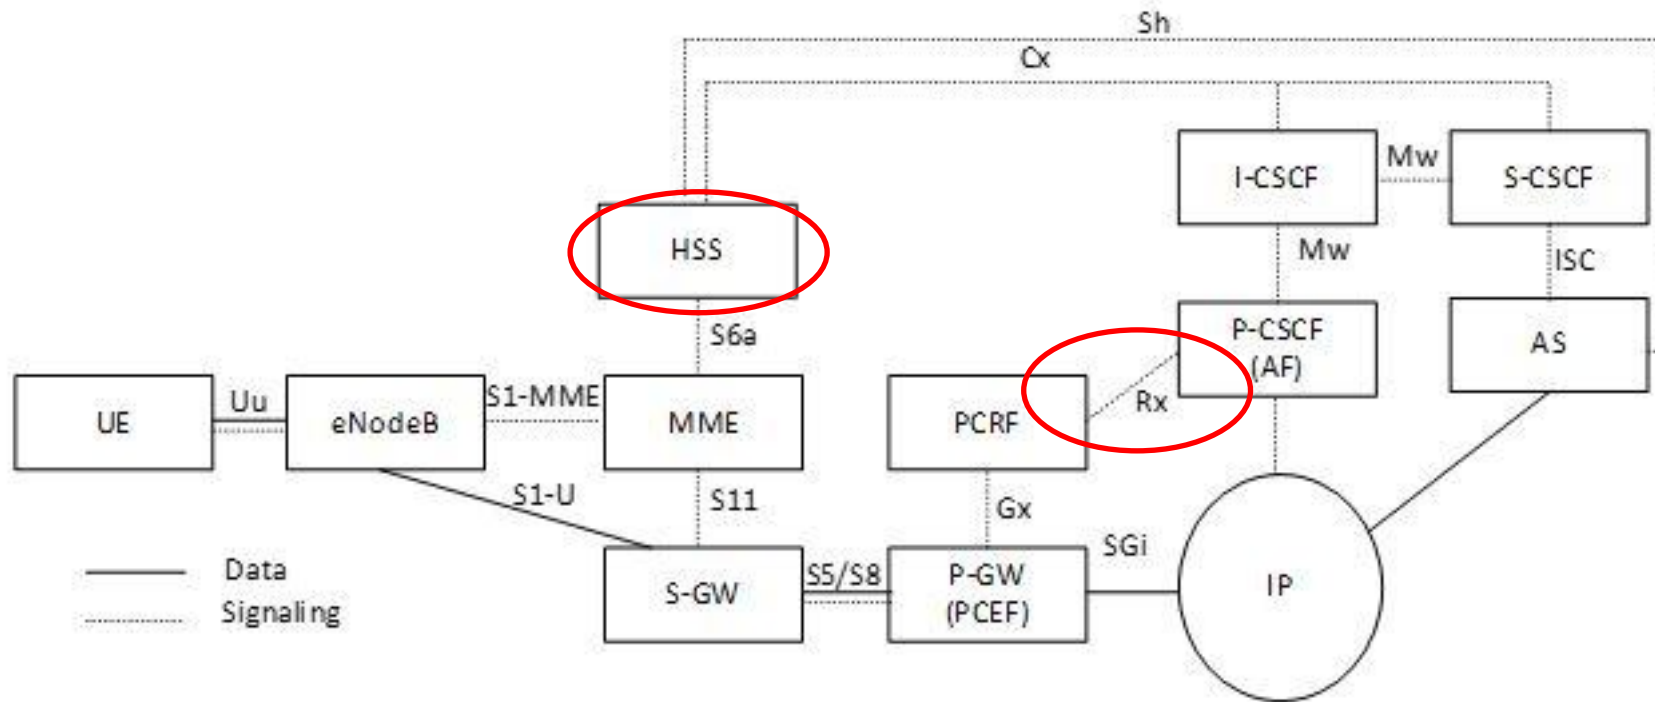 Sh
Cx
I-CSCF
Mw
S-CSCF
HSS
Mw
ISC
S6a
P-CSCF
(AF)
AS
UE
Uu
eNodeB
S1-MME
MME
PCRF
Rx
S1-U
S11
Gx
SGi
Data
Signaling
S-GW
S5/S8
P-GW
(PCEF)
IP